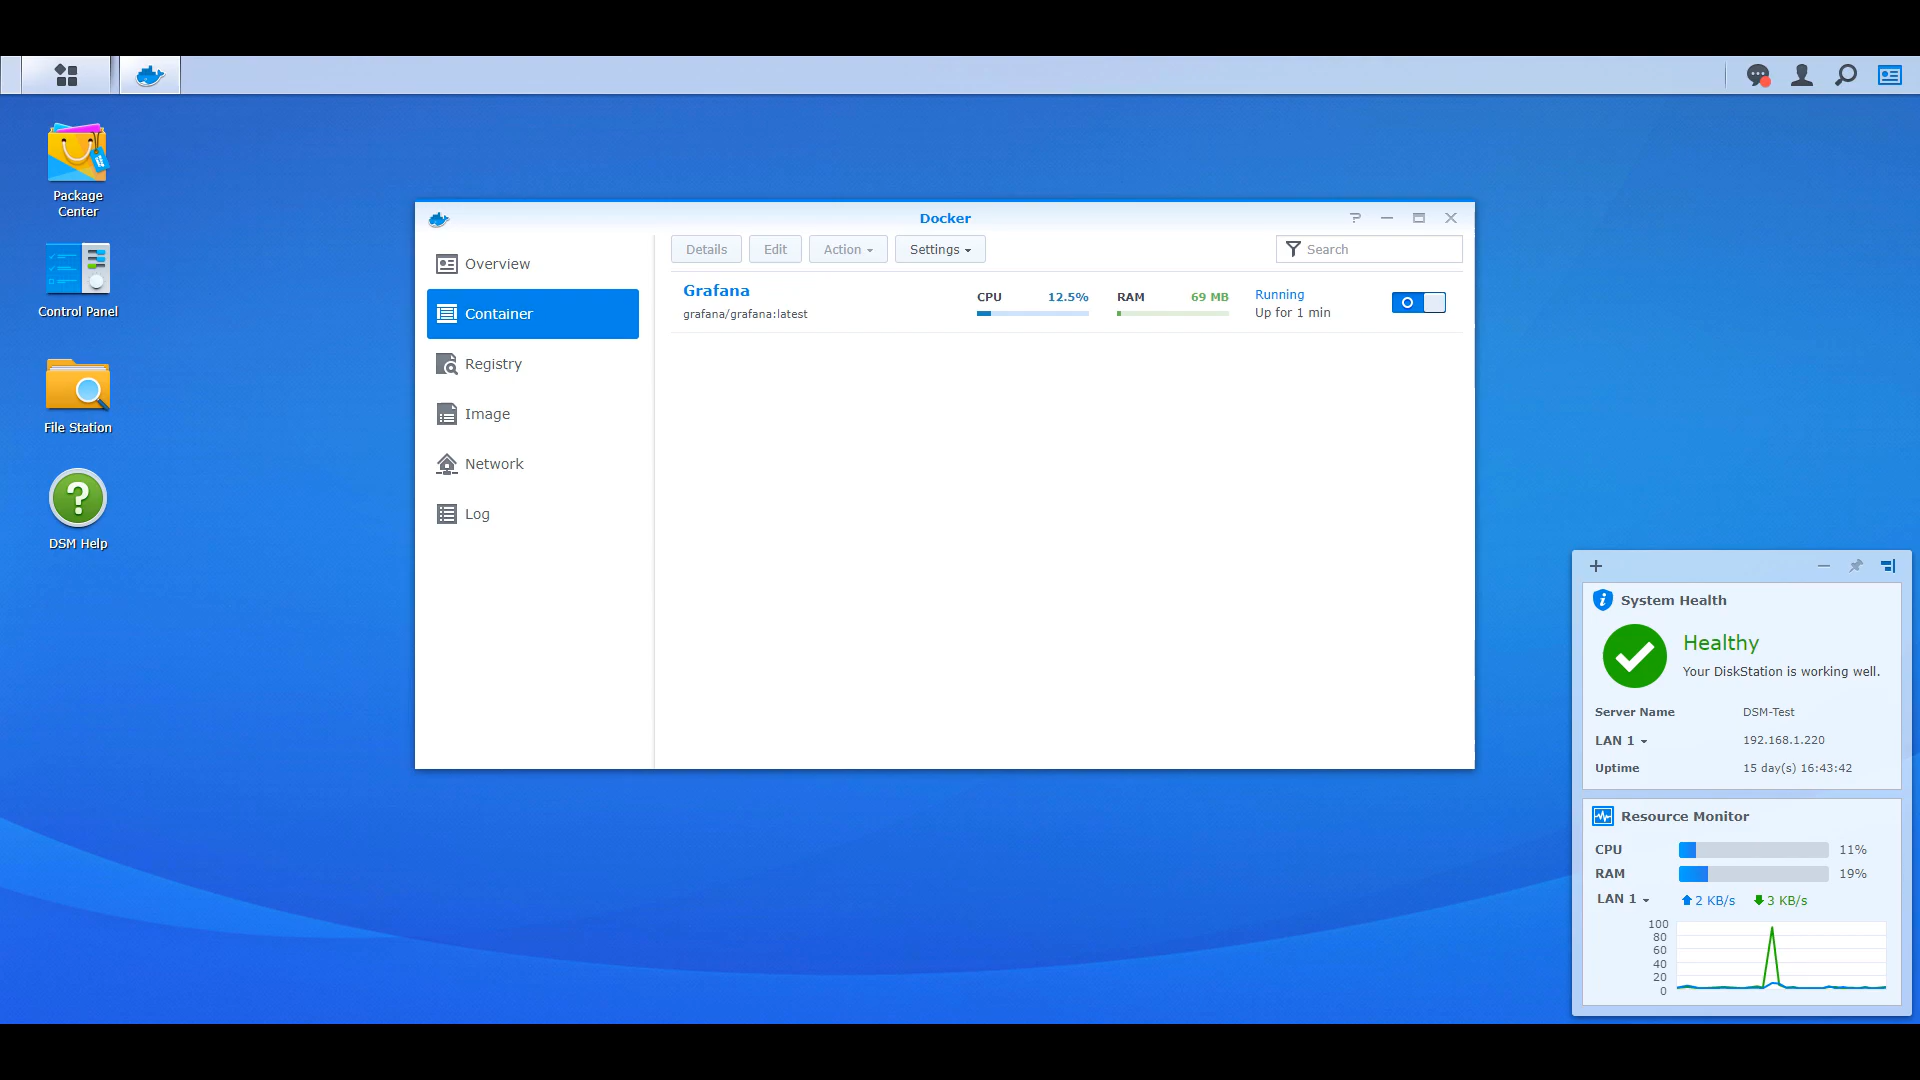 Package
Center
Control Panel
File Station
DSM Help
Docker
Overview
Container
Registry
Image
Network
Log
Details
Edit
Action
Settings
Search
Grafana
grafana/grafana:latest
CPU
12.5%
RAM
69 MB
Running
Up for 1 min
System Health
Healthy
Your DiskStation is working well.
Server Name
DSM-Test
LAN 1
192.168.1.220
Uptime
15 day(s) 16:43:42
Resource Monitor
CPU
11%
RAM
19%
LAN 1
2 KB/s
3 KB/s
100
80
60
40
20
0